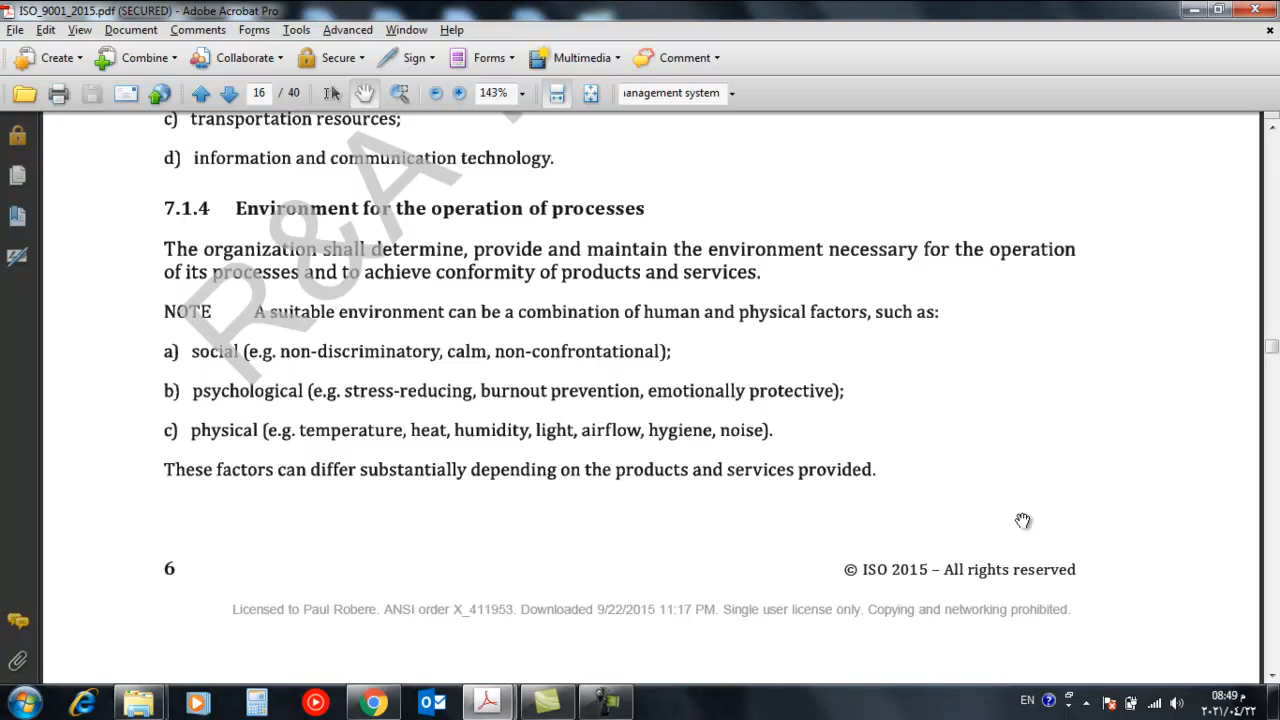 ISO_9001_2015.pdf (SECURED) - Adobe Acrobat Pro
File Edit View Document Comments Forms Tools Advanced Window Help
Create Combine Collaborate Secure Sign Forms Multimedia Comment
16 / 40 143% anagement system
c) transportation resources;
d) information and communication technology.
7.1.4 Environment for the operation of processes
The organization shall determine, provide and maintain the environment necessary for the operation
of its processes and to achieve conformity of products and services.
NOTE A suitable environment can be a combination of human and physical factors, such as:
a) social (e.g. non-discriminatory, calm, non-confrontational);
b) psychological (e.g. stress-reducing, burnout prevention, emotionally protective);
c) physical (e.g. temperature, heat, humidity, light, airflow, hygiene, noise).
These factors can differ substantially depending on the products and services provided.
R&A
6 © ISO 2015 – All rights reserved
Licensed to Paul Robere. ANSI order X_411953. Downloaded 9/22/2015 11:17 PM. Single user license only. Copying and networking prohibited.
EN 08:49 م
٢٠٢١/٠٤/٢٢